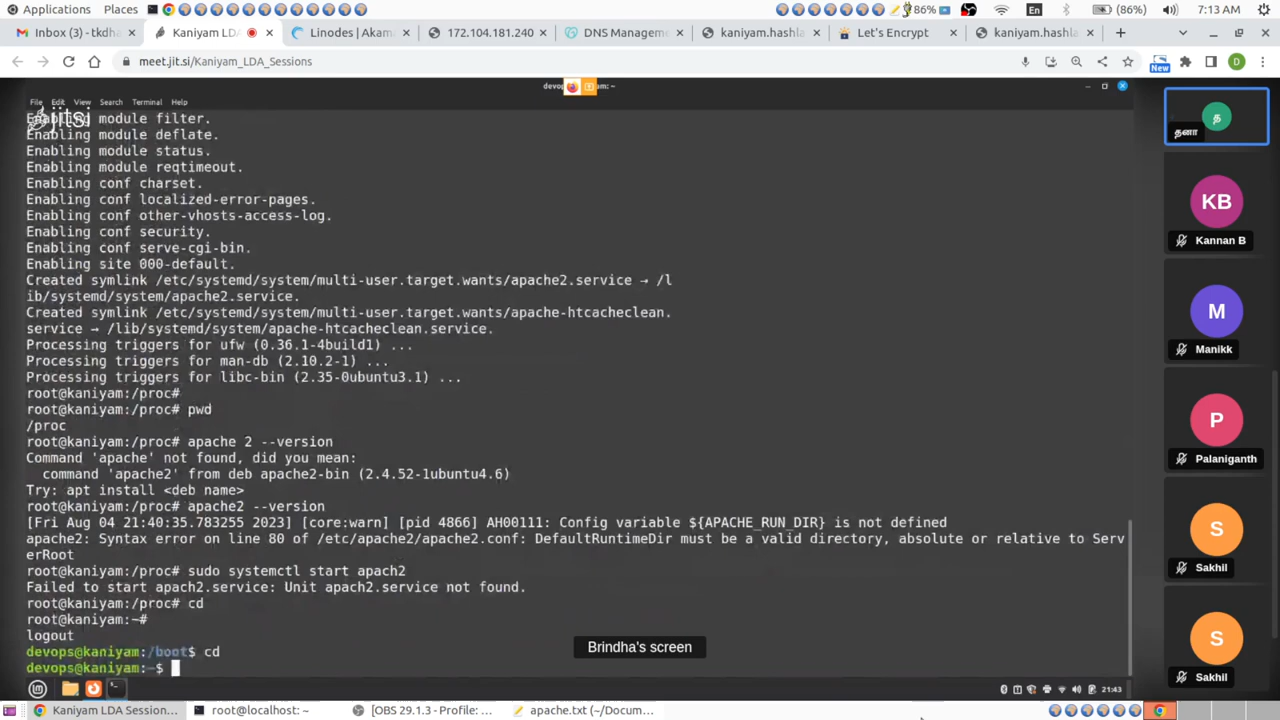 Applications Places 86% En (86%) 7:13 AM
Inbox (3) - tkdha
Kaniyam LDA
Linodes | Akama
172.104.181.240
DNS Manageme
kaniyam.hashla
Let's Encrypt
kaniyam.hashla
meet.jit.si/Kaniyam_LDA_Sessions
New
D
File Edit View Search Terminal Help
jitsi
Enabling module filter.
Enabling module deflate.
Enabling module status.
Enabling module reqtimeout.
Enabling conf charset.
Enabling conf localized-error-pages.
Enabling conf other-vhosts-access-log.
Enabling conf security.
Enabling conf serve-cgi-bin.
Enabling site 000-default.
Created symlink /etc/systemd/system/multi-user.target.wants/apache2.service → /l
ib/systemd/system/apache2.service.
Created symlink /etc/systemd/system/multi-user.target.wants/apache-htcacheclean.
service → /lib/systemd/system/apache-htcacheclean.service.
Processing triggers for ufw (0.36.1-4build1) ...
Processing triggers for man-db (2.10.2-1) ...
Processing triggers for libc-bin (2.35-0ubuntu3.1) ...
root@kaniyam:/proc#
root@kaniyam:/proc# pwd
/proc
root@kaniyam:/proc# apache 2 --version
Command 'apache' not found, did you mean:
command 'apache2' from deb apache2-bin (2.4.52-1ubuntu4.6)
Try: apt install <deb name>
root@kaniyam:/proc# apache2 --version
[Fri Aug 04 21:40:35.783255 2023] [core:warn] [pid 4866] AH00111: Config variable ${APACHE_RUN_DIR} is not defined
apache2: Syntax error on line 80 of /etc/apache2/apache2.conf: DefaultRuntimeDir must be a valid directory, absolute or relative to Serv
erRoot
root@kaniyam:/proc# sudo systemctl start apach2
Failed to start apach2.service: Unit apach2.service not found.
root@kaniyam:/proc# cd
root@kaniyam:~#
logout
devops@kaniyam:/boot$ cd
devops@kaniyam:~$
Brindha's screen
21:43
த
தனா
KB
Kannan B
M
Manikk
P
Palaniganth
S
Sakhil
S
Sakhil
Kaniyam LDA Session...
root@localhost: ~
[OBS 29.1.3 - Profile: ...
apache.txt (~/Docum...